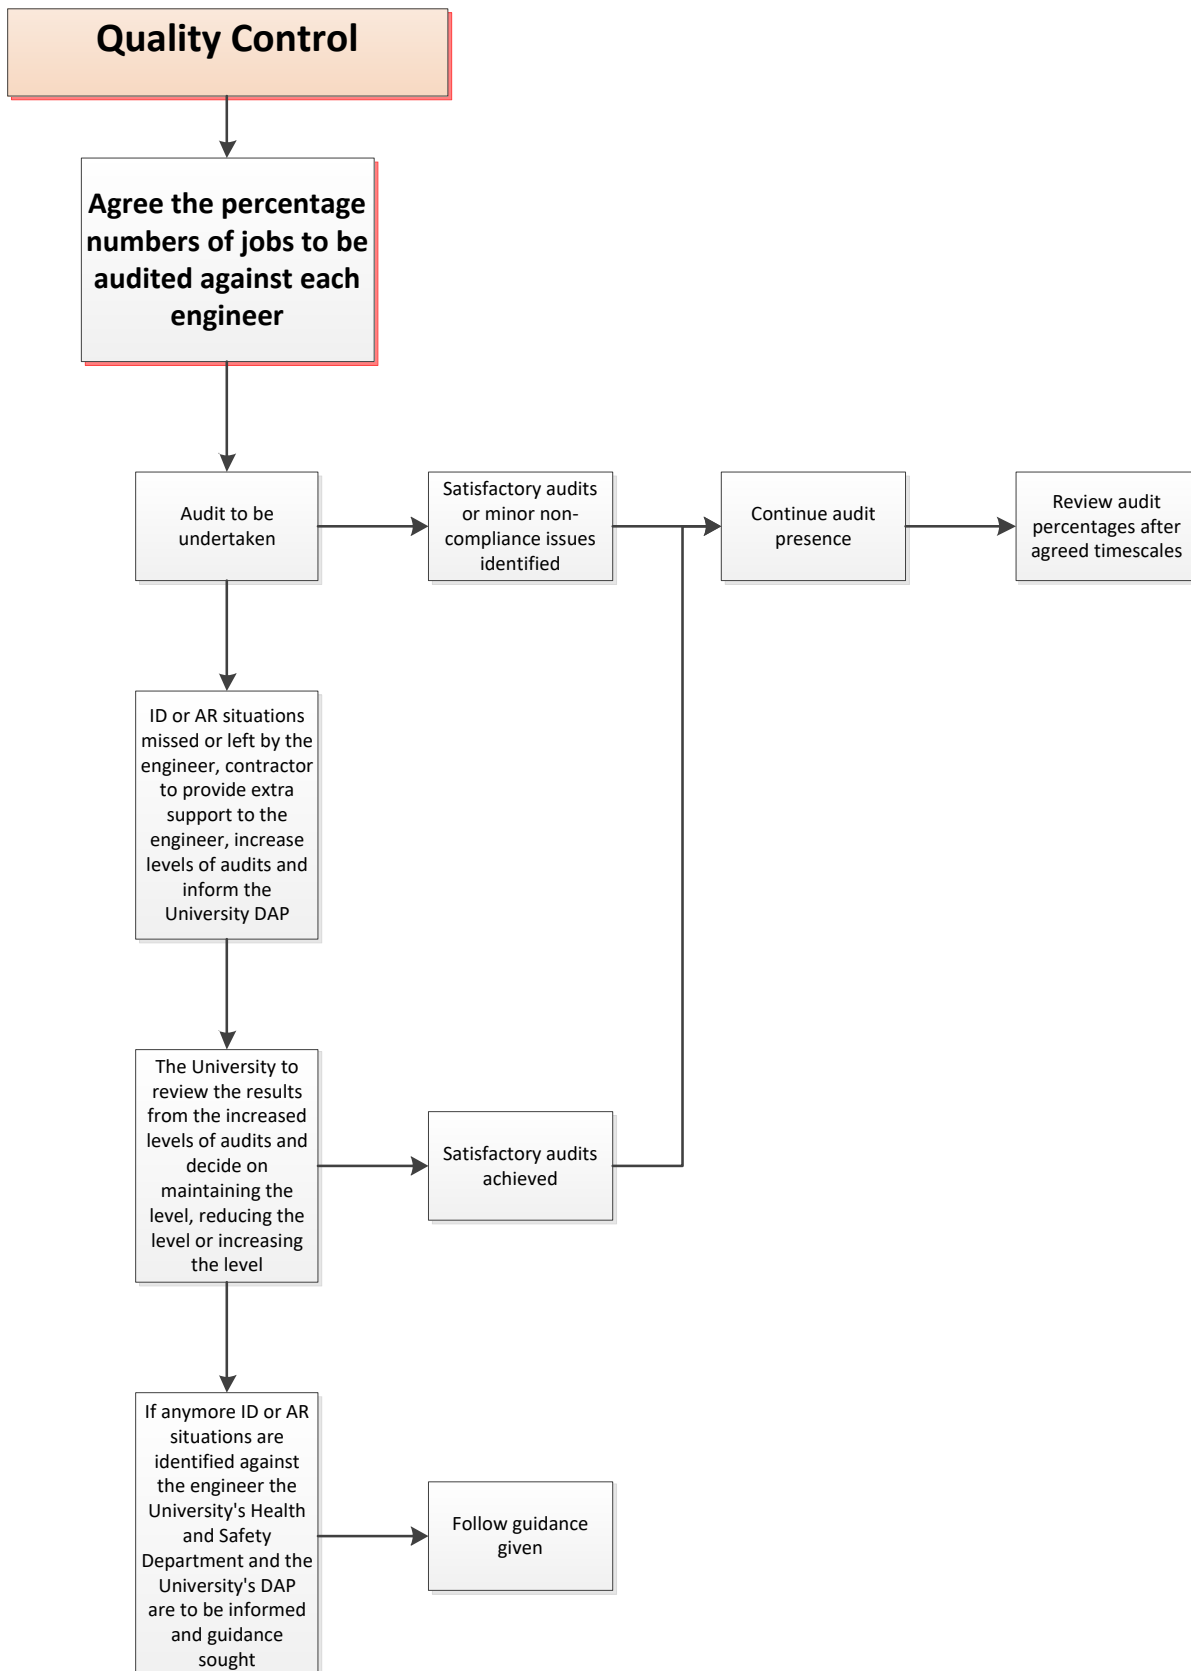 Quality Control
Agree the percentage
numbers of jobs to be
audited against each
engineer
Audit to be
undertaken
Satisfactory audits
or minor non-
compliance issues
identified
Continue audit
presence
Review audit
percentages after
agreed timescales
ID or AR situations
missed or left by the
engineer, contractor
to provide extra
support to the
engineer, increase
levels of audits and
inform the
University DAP
The University to
review the results
from the increased
levels of audits and
decide on
maintaining the
level, reducing the
level or increasing
the level
Satisfactory audits
achieved
If anymore ID or AR
situations are
identified against
the engineer the
University's Health
and Safety
Department and the
University's DAP
are to be informed
and guidance
sought
Follow guidance
given